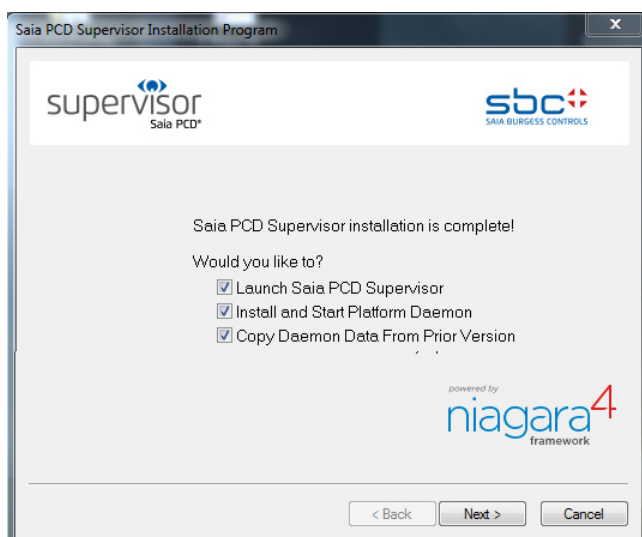 Saia PCD Supervisor Installation Program
x
supervisor
Saia PCD®
sbc
SAIA BURGESS CONTROLS
Saia PCD Supervisor installation is complete!
Would you like to?
Launch Saia PCD Supervisor
Install and Start Platform Daemon
Copy Daemon Data From Prior Version
powered by
niagara4
framework
< Back Next > Cancel